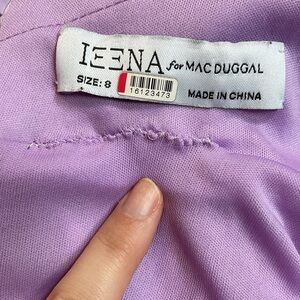 IEENA for MAC DUGGAL
SIZE: 8
16123473
MADE IN CHINA